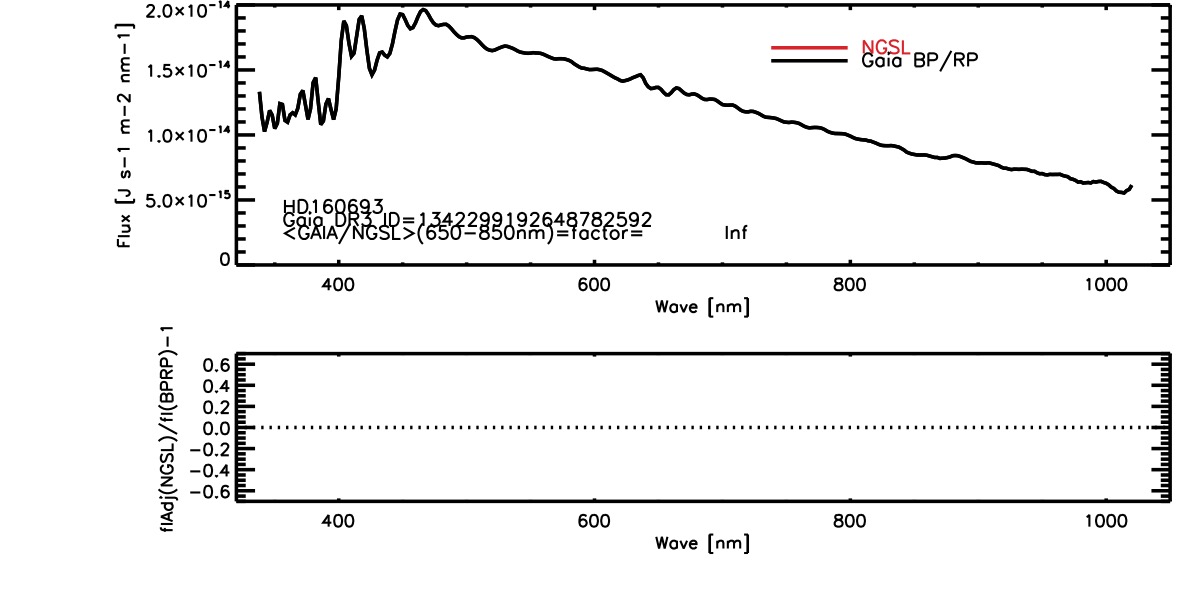 2.0×10−14
1.5×10−14
1.0×10−14
5.0×10−15
0
Flux [J s−1 m−2 nm−1]
NGSL
Gaia BP/RP
HD160693
Gaia DR3 ID=1342299192648782592
<GAIA/NGSL>(650−850nm)=factor= Inf
400 600 800 1000
Wave [nm]
flAdj(NGSL)/fl(BPRP)−1
0.6
0.4
0.2
0.0
−0.2
−0.4
−0.6
400 600 800 1000
Wave [nm]